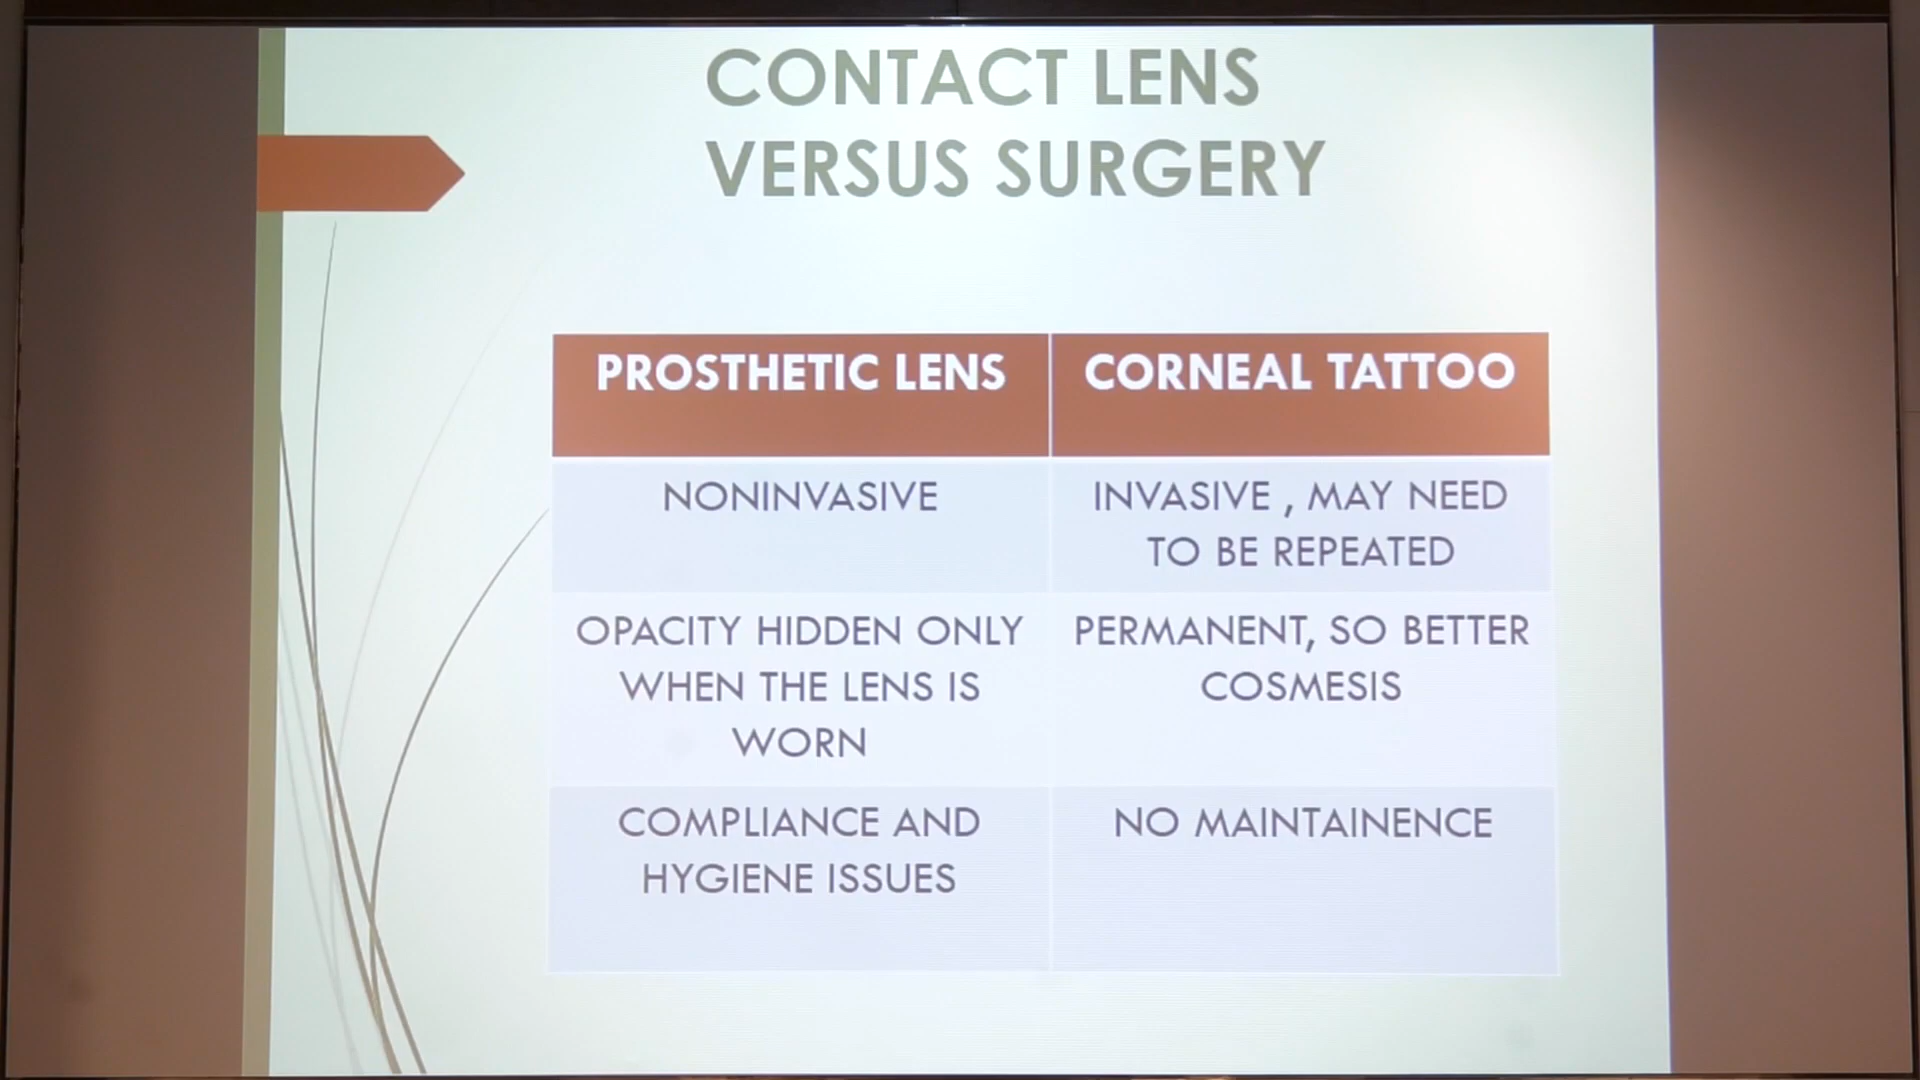 CONTACT LENS
VERSUS SURGERY
PROSTHETIC LENS
CORNEAL TATTOO
NONINVASIVE
INVASIVE , MAY NEED
TO BE REPEATED
OPACITY HIDDEN ONLY
WHEN THE LENS IS
WORN
PERMANENT, SO BETTER
COSMESIS
COMPLIANCE AND
HYGIENE ISSUES
NO MAINTAINENCE